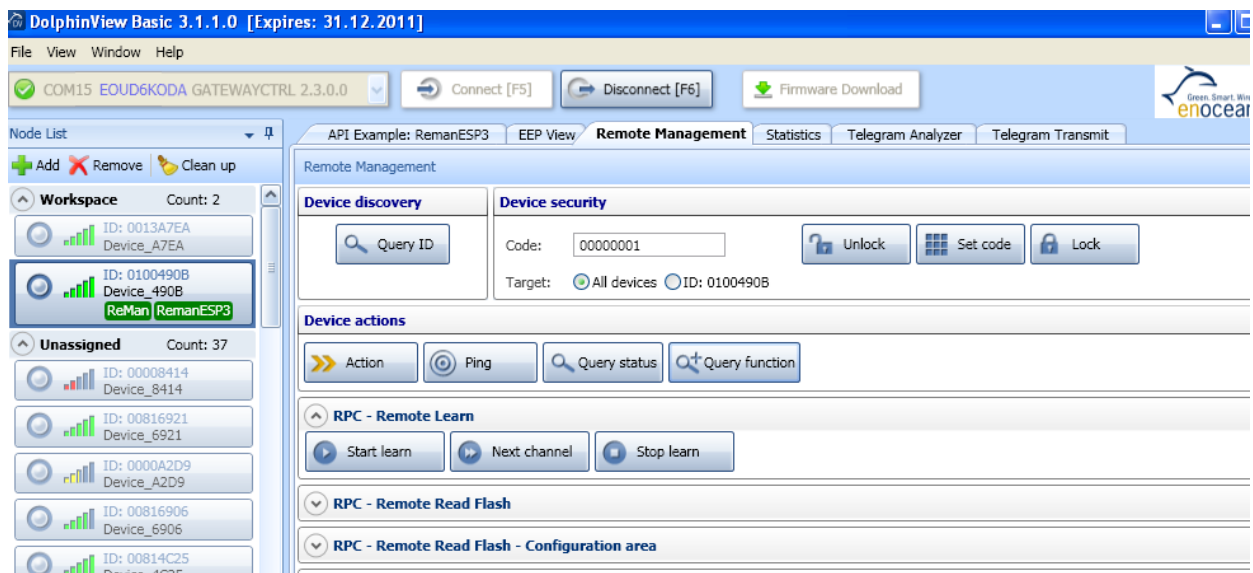 DolphinView Basic 3.1.1.0 [Expires: 31.12.2011]
File View Window Help
COM15 EOUD6KODA GATEWAYCTRL 2.3.0.0
Connect [F5]
Disconnect [F6]
Firmware Download
Green. Smart.
enocean
Node List
API Example: RemanESP3
EEP View
Remote Management
Statistics
Telegram Analyzer
Telegram Transmit
Add Remove Clean up
Remote Management
Workspace Count: 2
ID: 0013A7EA
Device_A7EA
ID: 0100490B
Device_490B
ReMan RemanESP3
Unassigned Count: 37
ID: 00008414
Device_8414
ID: 00816921
Device_6921
ID: 0000A2D9
Device_A2D9
ID: 00816906
Device_6906
ID: 00814C25
Device discovery
Query ID
Device security
Code: 00000001
Unlock
Set code
Lock
Target: All devices ID: 0100490B
Device actions
Action
Ping
Query status
Query function
RPC - Remote Learn
Start learn
Next channel
Stop learn
RPC - Remote Read Flash
RPC - Remote Read Flash - Configuration area